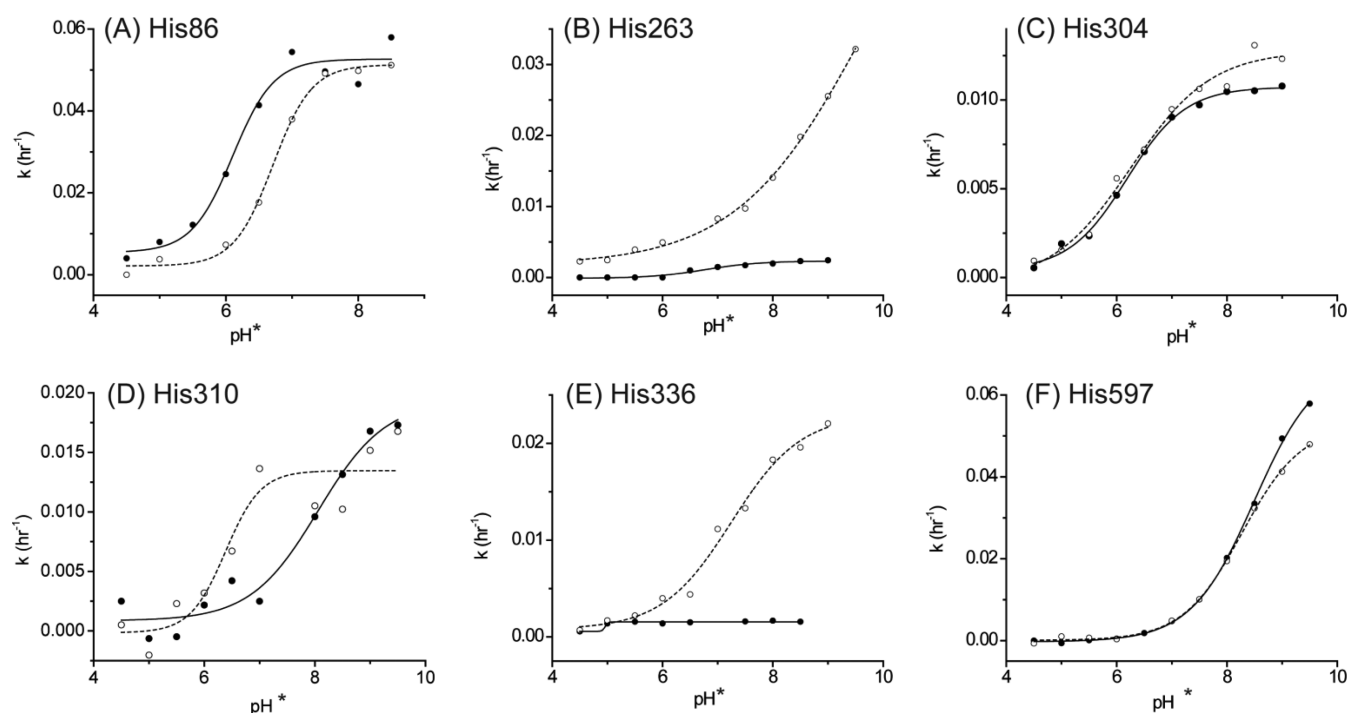 (A) His86
0.06
0.04
0.02
0.00
k (hr-1)
4 6 8
pH*
(B) His263
0.03
0.02
0.01
0.00
k(hr-1)
4 6 8 10
pH*
(C) His304
0.010
0.005
0.000
k(hr-1)
4 6 8 10
pH*
(D) His310
0.020
0.015
0.010
0.005
0.000
k (hr-1)
4 6 8 10
pH *
(E) His336
0.02
0.01
0.00
k (hr-1)
4 6 8 10
pH*
(F) His597
0.06
0.04
0.02
0.00
k (hr-1)
4 6 8 10
pH *